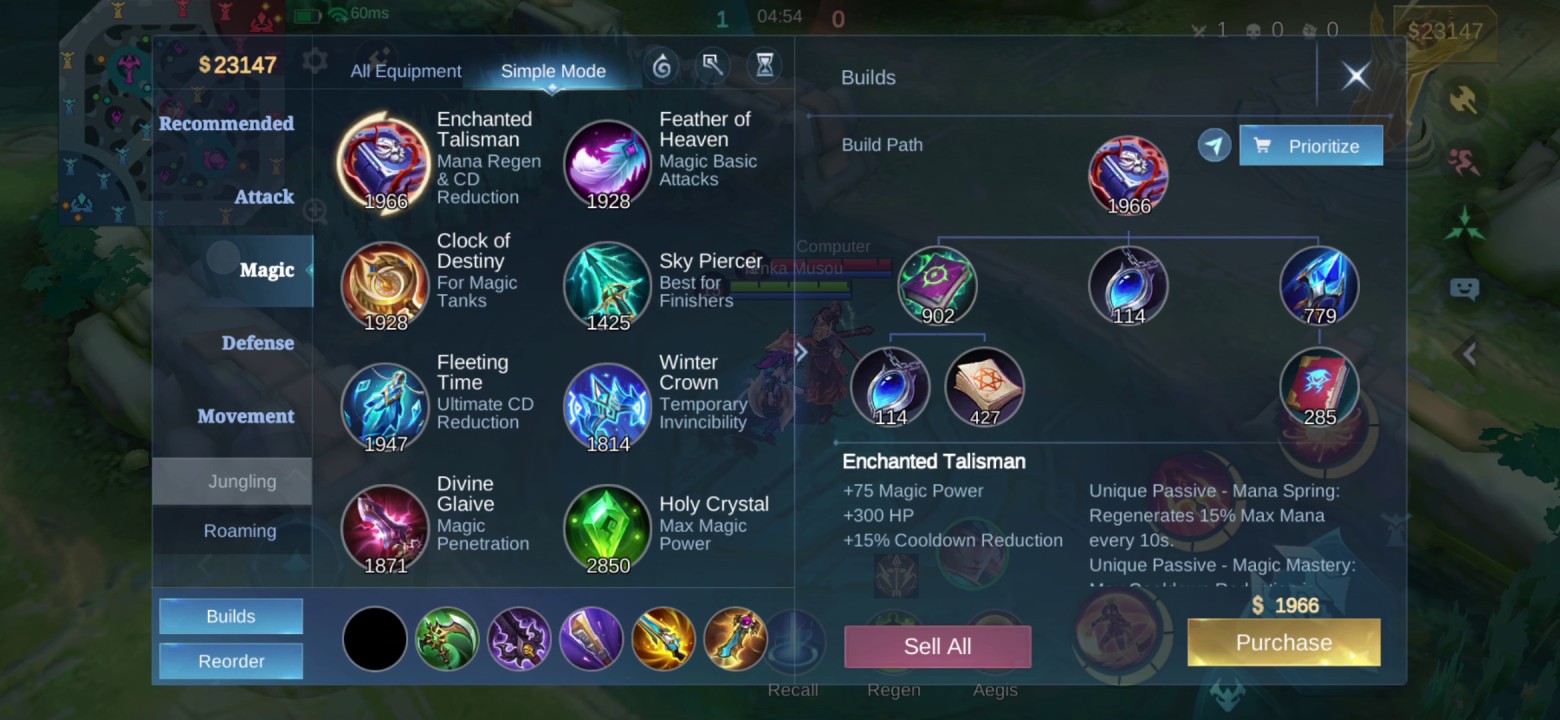 60ms
1 04:54 0
1 0 0
$23147
$23147
All Equipment
Simple Mode
Recommended
Attack
Magic
Defense
Movement
Jungling
Roaming
Enchanted
Talisman
Mana Regen
& CD
Reduction
1966
Feather of
Heaven
Magic Basic
Attacks
1928
Clock of
Destiny
For Magic
Tanks
1928
Sky Piercer
Best for
Finishers
1425
Fleeting
Time
Ultimate CD
Reduction
1947
Winter
Crown
Temporary
Invincibility
1814
Divine
Glaive
Magic
Penetration
1871
Holy Crystal
Max Magic
Power
2850
Computer
Musou
Builds
Build Path
Prioritize
1966
902
114
779
114
427
285
Enchanted Talisman
+75 Magic Power
+300 HP
+15% Cooldown Reduction
Unique Passive - Mana Spring:
Regenerates 15% Max Mana
every 10s.
Unique Passive - Magic Mastery:
$ 1966
Sell All
Purchase
Builds
Reorder
Recall
Regen
Aegis